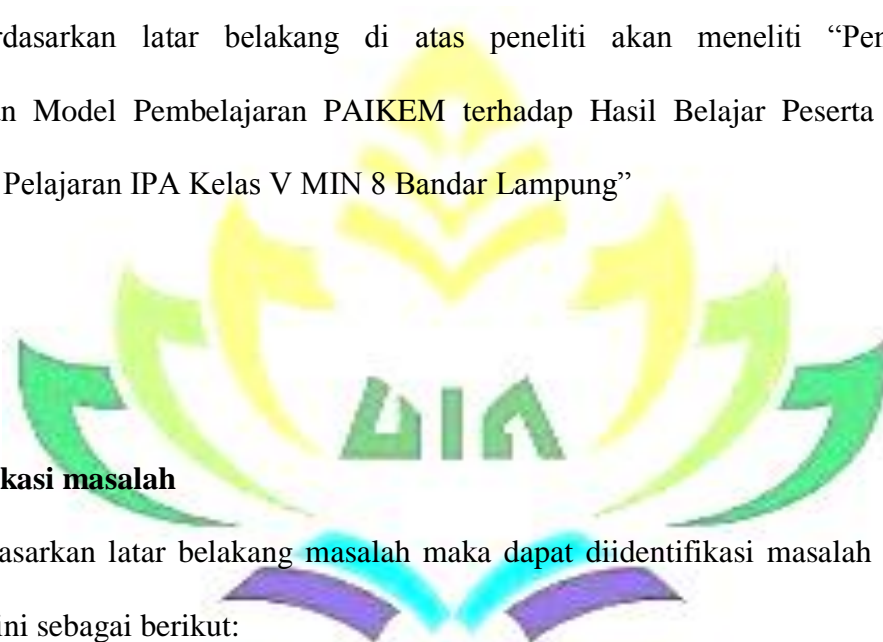 rdasarkan latar belakang di atas peneliti akan meneliti “Per
n Model Pembelajaran PAIKEM terhadap Hasil Belajar Peserta
Pelajaran IPA Kelas V MIN 8 Bandar Lampung”
UIN
kasi masalah
asarkan latar belakang masalah maka dapat diidentifikasi masalah
ini sebagai berikut: